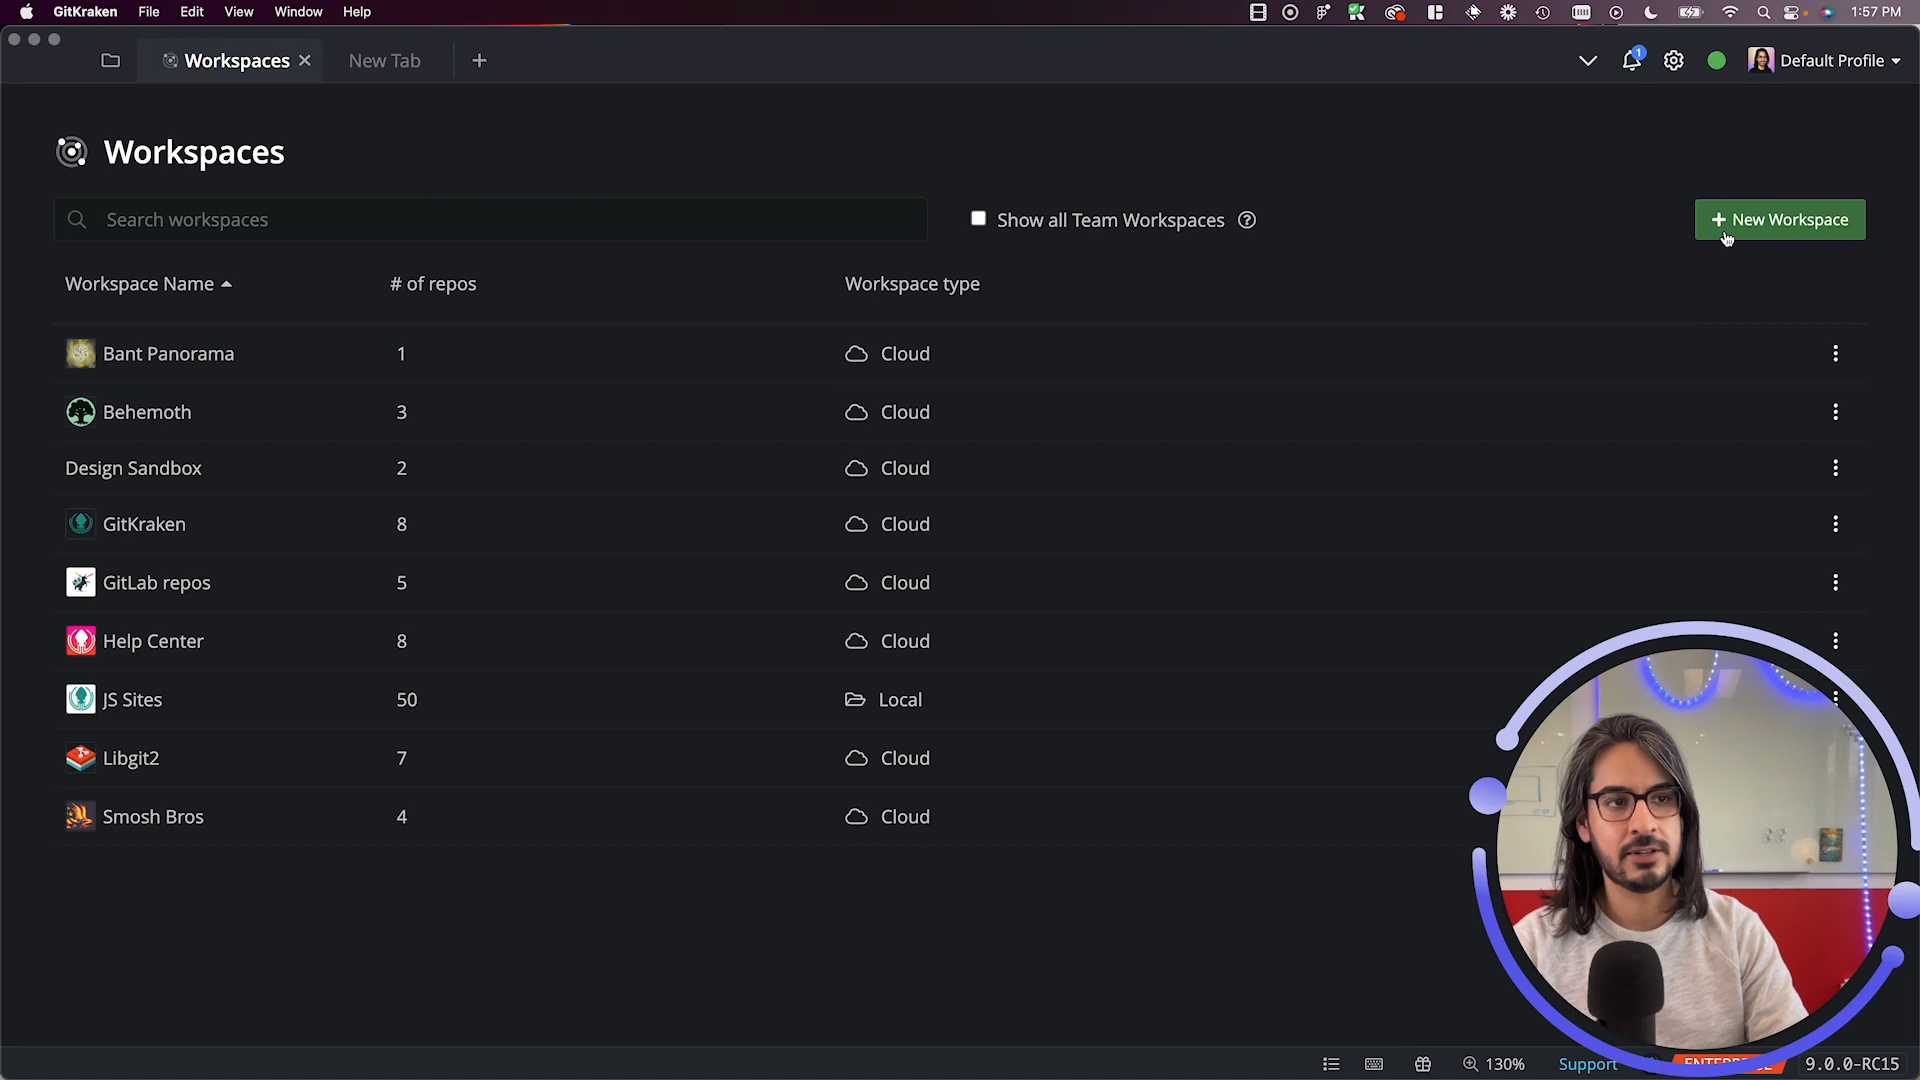 GitKraken File Edit View Window Help 1:57 PM
Workspaces New Tab 1 Default Profile
Workspaces
Search workspaces Show all Team Workspaces New Workspace
Workspace Name # of repos Workspace type
Bant Panorama 1 Cloud
Behemoth 3 Cloud
Design Sandbox 2 Cloud
GitKraken 8 Cloud
GitLab repos 5 Cloud
Help Center 8 Cloud
JS Sites 50 Local
Libgit2 7 Cloud
Smosh Bros 4 Cloud
130% Support ENTERPRISE 9.0.0-RC15